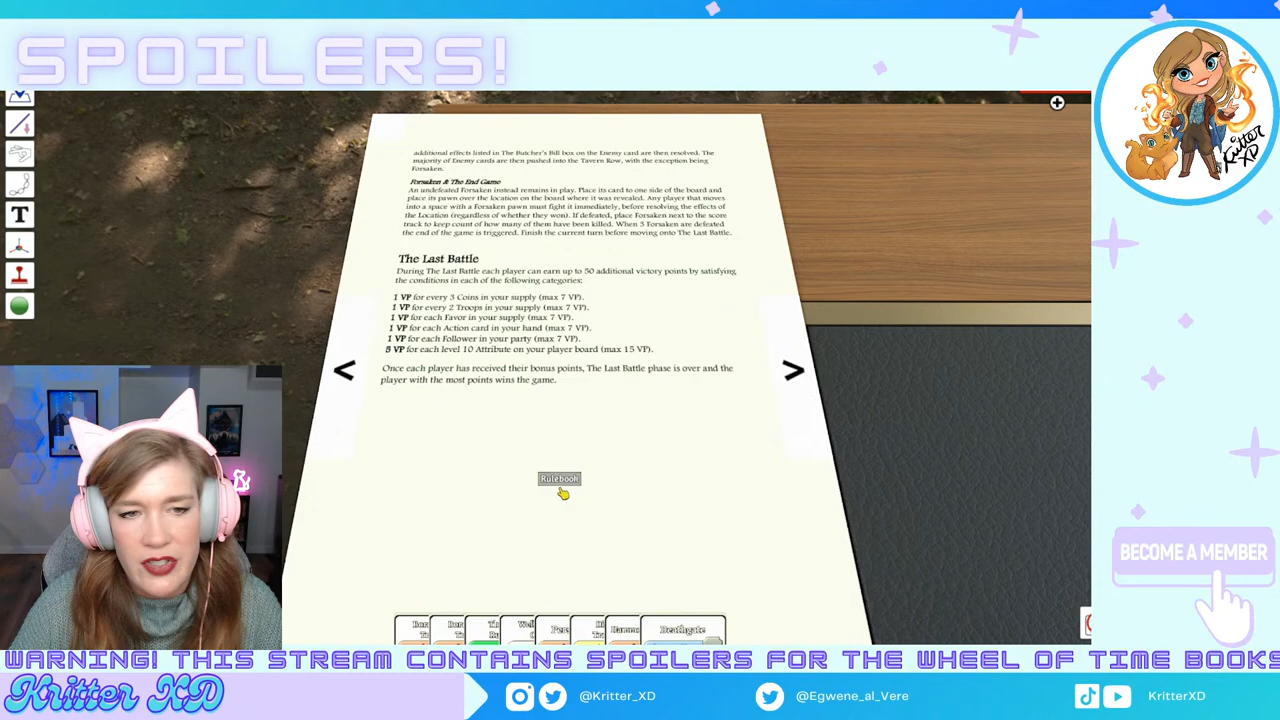 SPOILERS!
additional effects listed in The Butcher's Bill box on the Enemy card are then resolved. The
majority of Enemy cards are then pushed into the Tavern Row, with the exception being
Forsaken.
Forsaken & The End Game
An undefeated Forsaken instead remains in play. Place its card to one side of the board and
place its pawn over the location on the board where it was revealed. Any player that moves
into a space with a Forsaken pawn must fight it immediately, before resolving the effects of
the Location (regardless of whether they won). If defeated, place Forsaken next to the score
track to keep count of how many of them have been killed. When 3 Forsaken are defeated
the end of the game is triggered. Finish the current turn before moving onto The Last Battle.
The Last Battle
During The Last Battle each player can earn up to 50 additional victory points by satisfying
the conditions in each of the following categories:
1 VP for every 3 Coins in your supply (max 7 VP).
1 VP for every 2 Troops in your supply (max 7 VP).
1 VP for each Favor in your supply (max 7 VP).
1 VP for each Action card in your hand (max 7 VP).
1 VP for each Follower in your party (max 7 VP).
5 VP for each level 10 Attribute on your player board (max 15 VP).
Once each player has received their bonus points, The Last Battle phase is over and the
player with the most points wins the game.
< >
Rulebook
Deathgate
T
Kritter XD
BECOME A MEMBER
WARNING! THIS STREAM CONTAINS SPOILERS FOR THE WHEEL OF TIME BOOKS
Kritter XD
@Kritter_XD
@Egwene_al_Vere
KritterXD